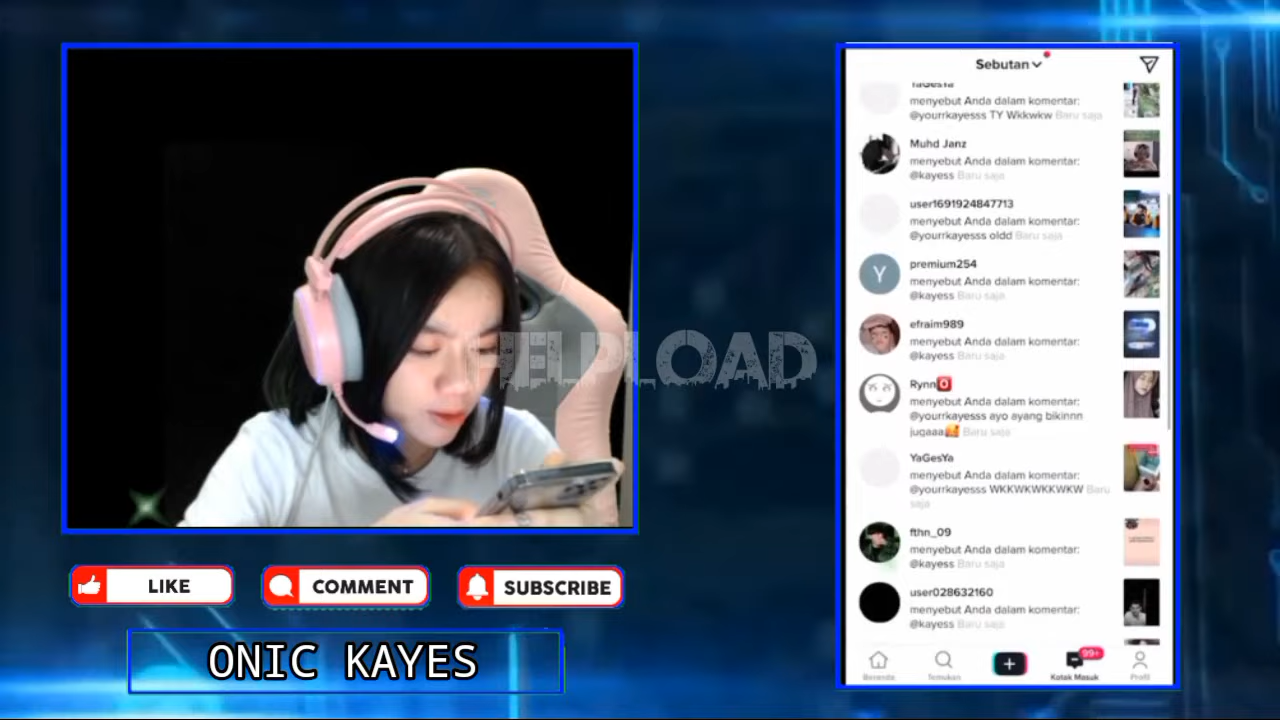 Sebutan
YaGesYa
menyebut Anda dalam komentar:
@yourrkayesss TY Wkkwkw Baru saja
Muhd Janz
menyebut Anda dalam komentar:
@kayess Baru saja
user1691924847713
menyebut Anda dalam komentar:
@yourrkayesss oldd Baru saja
Y
premium254
menyebut Anda dalam komentar:
@kayess Baru saja
efraim989
menyebut Anda dalam komentar:
@kayess Baru saja
HELPLOAD
Rynn🅾️
menyebut Anda dalam komentar:
@yourrkayesss ayo ayang bikinnn
juqaaa🥰 Baru saja
YaGesYa
menyebut Anda dalam komentar:
@yourrkayesss WKKWKWKKWKW Baru
saja
fthn_09
menyebut Anda dalam komentar:
@kayess Baru saja
user028632160
menyebut Anda dalam komentar:
@kayess Baru saja
99+
Beranda
Temukan
Kotak Masuk
Profil
LIKE
COMMENT
SUBSCRIBE
ONIC KAYES